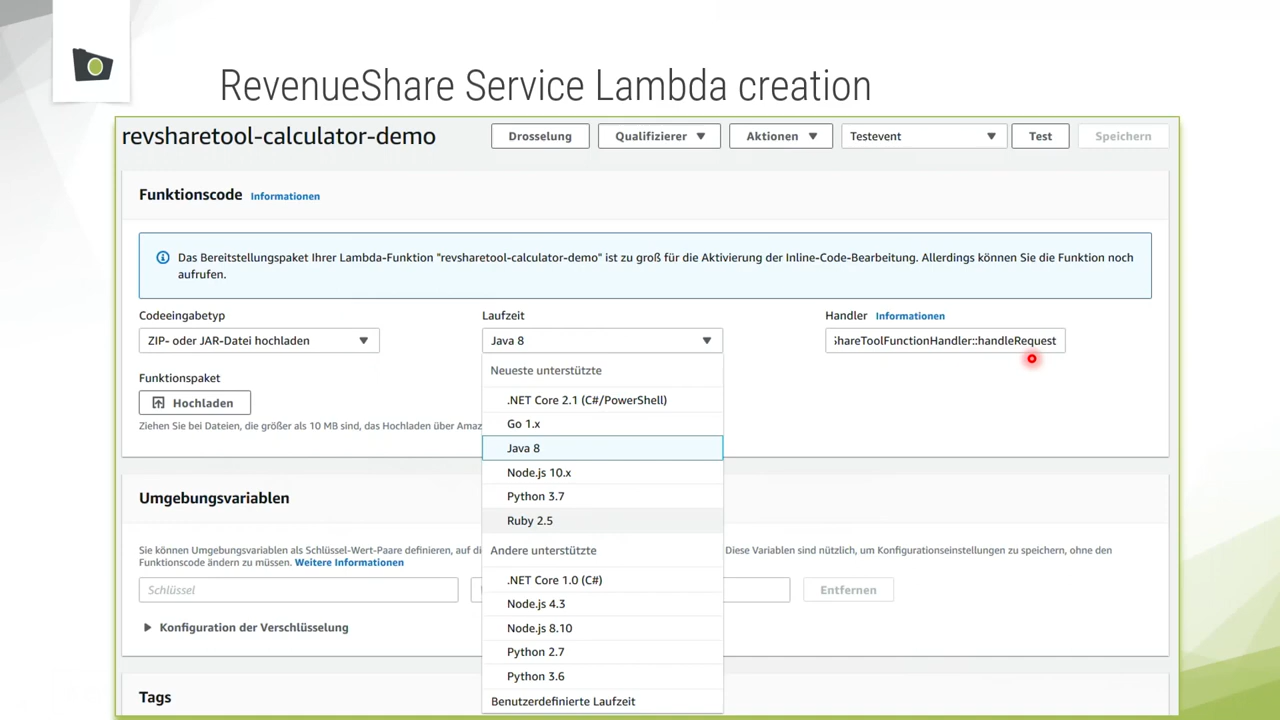 RevenueShare Service Lambda creation
revsharetool-calculator-demo
Drosselung
Qualifizierer
Aktionen
Testevent
Test
Speichern
Funktionscode Informationen
Das Bereitstellungspaket Ihrer Lambda-Funktion "revsharetool-calculator-demo" ist zu groß für die Aktivierung der Inline-Code-Bearbeitung. Allerdings können Sie die Funktion noch
aufrufen.
Codeeingabetyp
ZIP- oder JAR-Datei hochladen
Laufzeit
Java 8
Handler Informationen
ShareToolFunctionHandler::handleRequest
Funktionspaket
Hochladen
Ziehen Sie bei Dateien, die größer als 10 MB sind, das Hochladen über Amaz
Neueste unterstützte
.NET Core 2.1 (C#/PowerShell)
Go 1.x
Java 8
Node.js 10.x
Python 3.7
Ruby 2.5
Andere unterstützte
.NET Core 1.0 (C#)
Node.js 4.3
Node.js 8.10
Python 2.7
Python 3.6
Benutzerdefinierte Laufzeit
Umgebungsvariablen
Sie können Umgebungsvariablen als Schlüssel-Wert-Paare definieren, auf di
Diese Variablen sind nützlich, um Konfigurationseinstellungen zu speichern, ohne den
Funktionscode ändern zu müssen. Weitere Informationen
Schlüssel
Entfernen
Konfiguration der Verschlüsselung
Tags